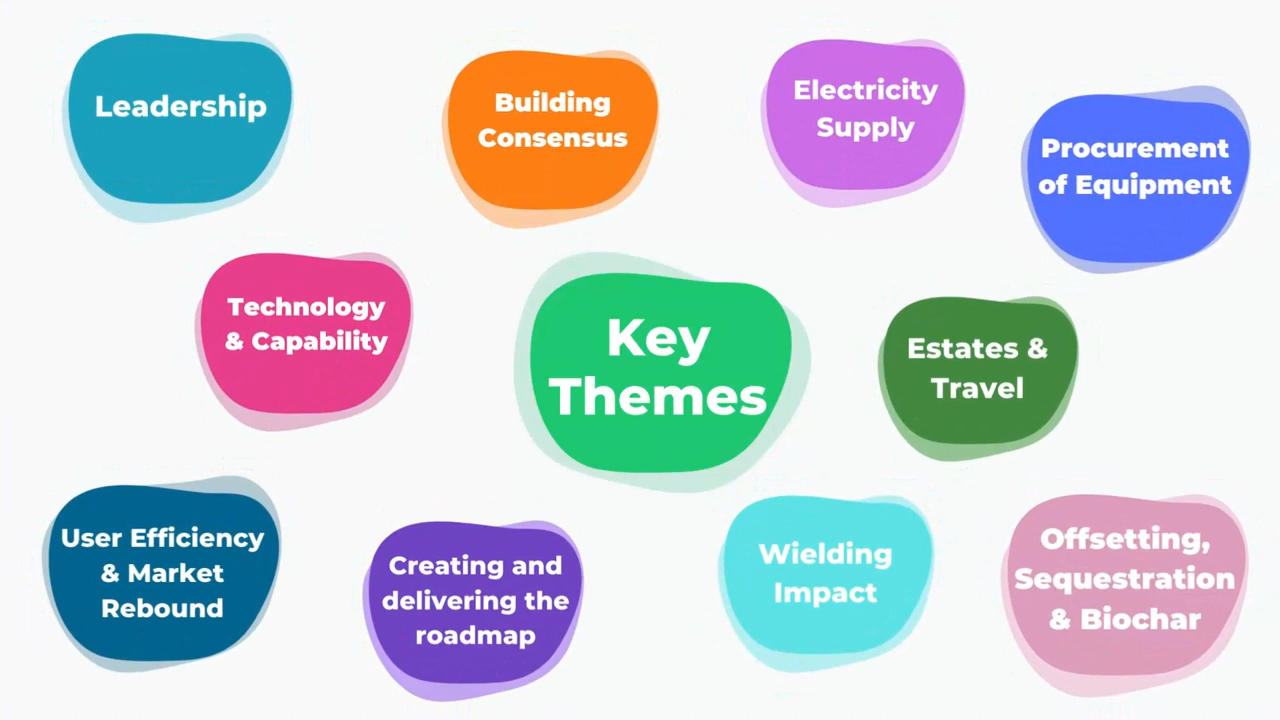 Leadership
Building
Consensus
Electricity
Supply
Procurement
of Equipment
Technology
& Capability
Key
Themes
Estates &
Travel
User Efficiency
& Market
Rebound
Creating and
delivering the
roadmap
Wielding
Impact
Offsetting,
Sequestration
& Biochar